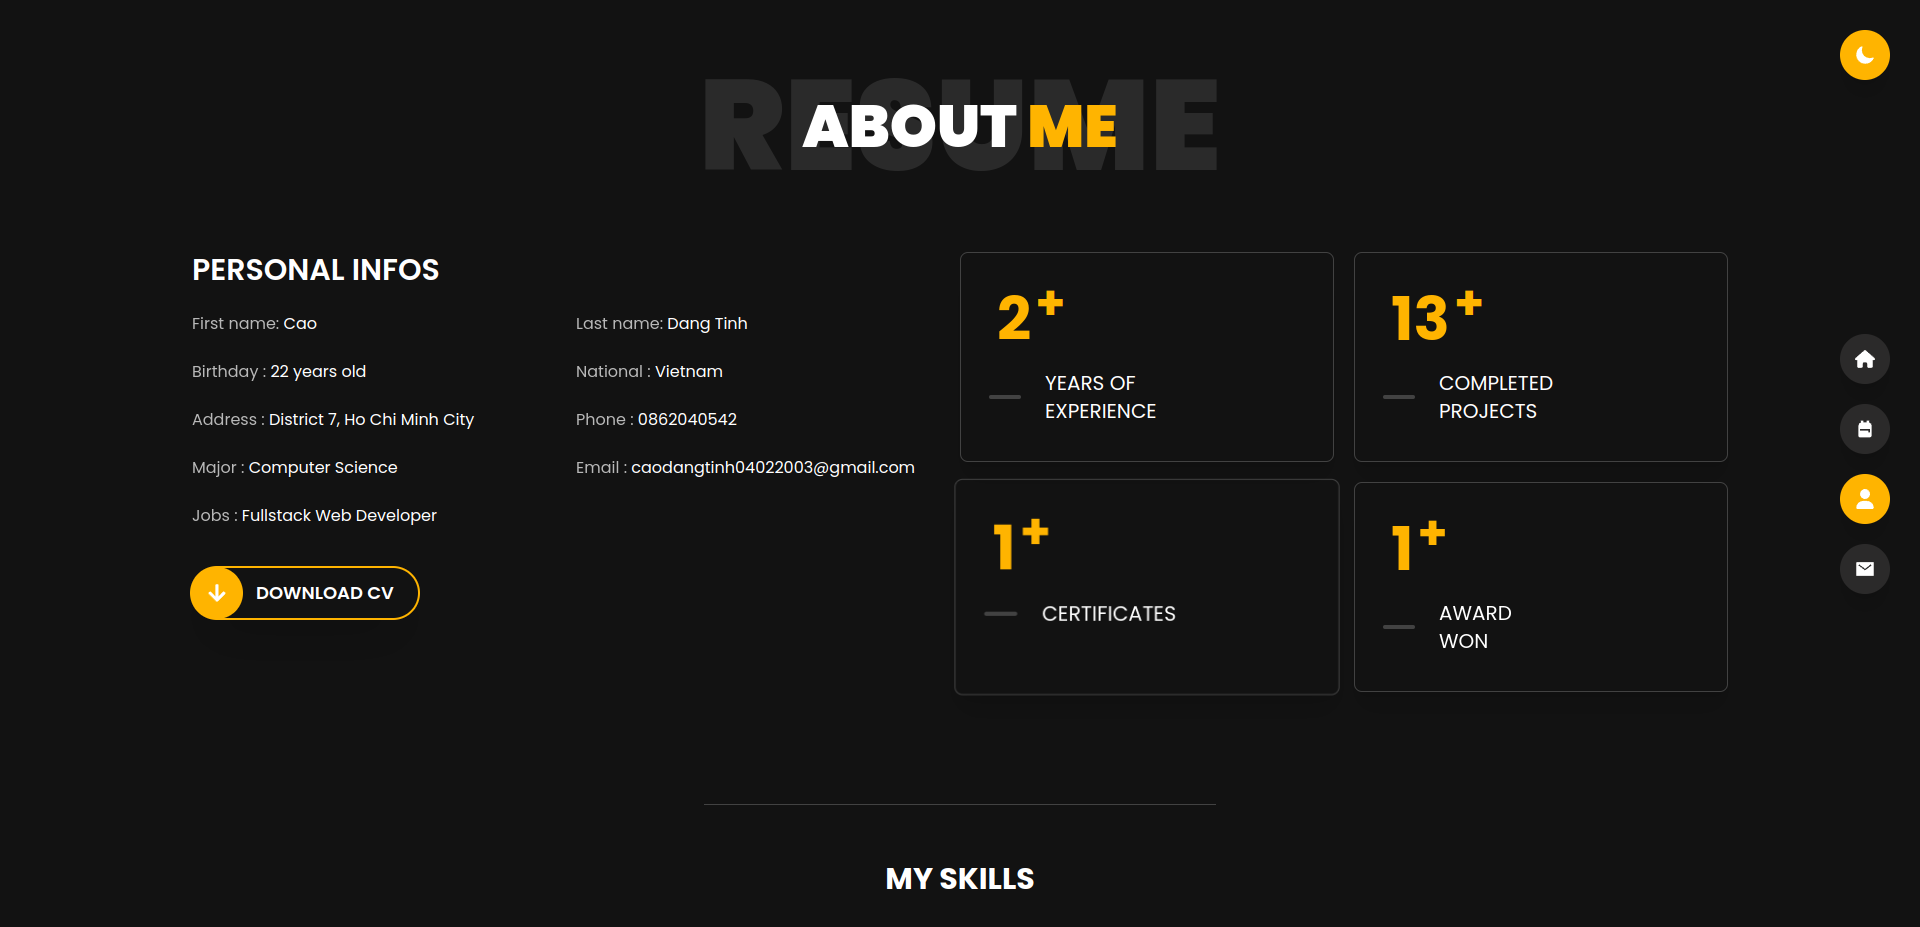 RESUME
ABOUT ME
PERSONAL INFOS
First name: Cao
Last name: Dang Tinh
Birthday : 22 years old
National : Vietnam
Address : District 7, Ho Chi Minh City
Phone : 0862040542
Major : Computer Science
Email : caodangtinh04022003@gmail.com
Jobs : Fullstack Web Developer
DOWNLOAD CV
2+
YEARS OF
EXPERIENCE
13+
COMPLETED
PROJECTS
1+
CERTIFICATES
1+
AWARD
WON
MY SKILLS